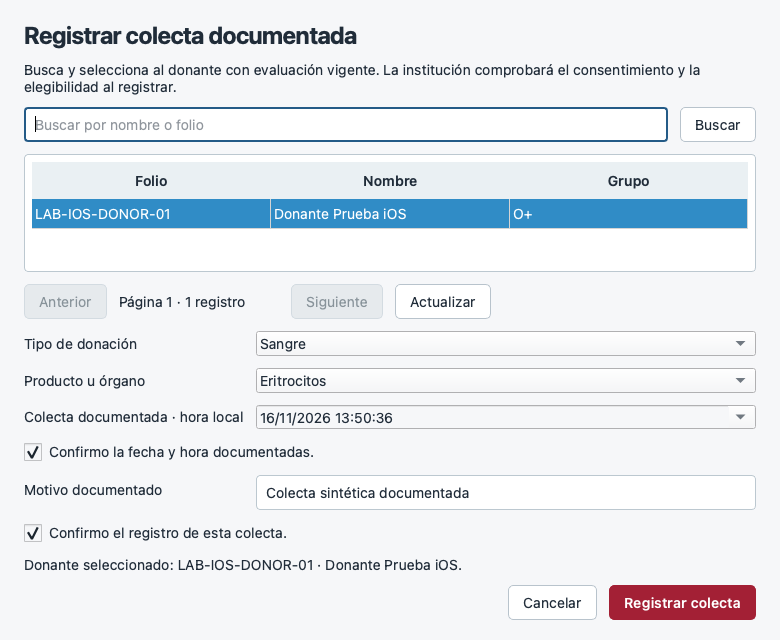 Registrar colecta documentada
Busca y selecciona al donante con evaluación vigente. La institución comprobará el consentimiento y la
elegibilidad al registrar.
Buscar por nombre o folio
Buscar
Folio Nombre Grupo
LAB-IOS-DONOR-01 Donante Prueba iOS O+
Anterior Página 1 · 1 registro Siguiente Actualizar
Tipo de donación Sangre
Producto u órgano Eritrocitos
Colecta documentada · hora local 16/11/2026 13:50:36
Confirmo la fecha y hora documentadas.
Motivo documentado Colecta sintética documentada
Confirmo el registro de esta colecta.
Donante seleccionado: LAB-IOS-DONOR-01 · Donante Prueba iOS.
Cancelar Registrar colecta